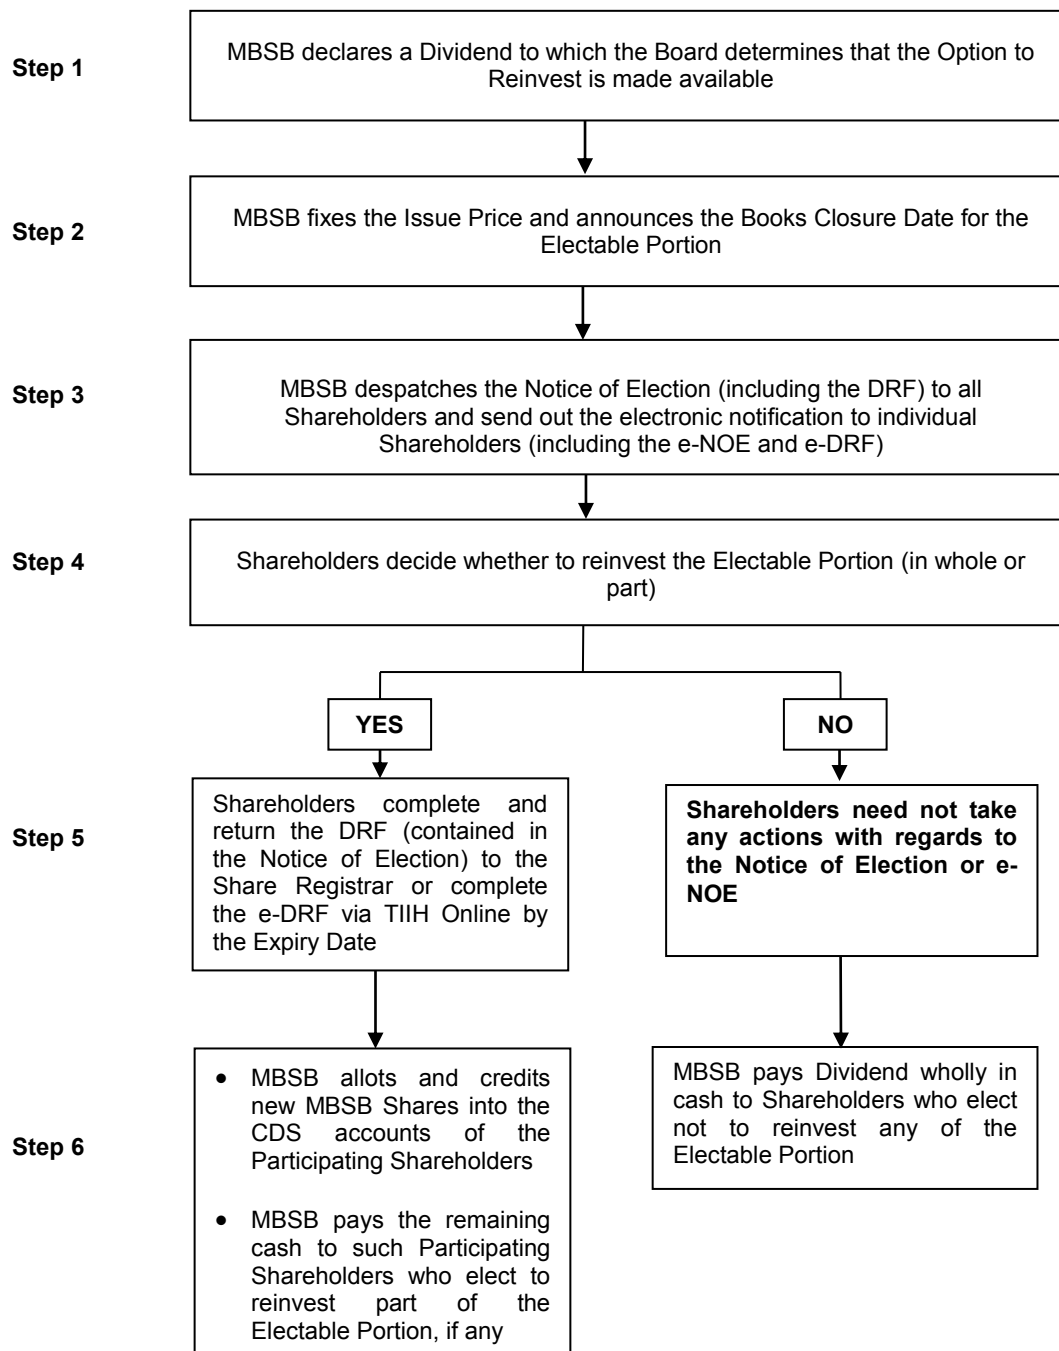 Step 1
MBSB declares a Dividend to which the Board determines that the Option to
Reinvest is made available
Step 2
MBSB fixes the Issue Price and announces the Books Closure Date for the
Electable Portion
Step 3
MBSB despatches the Notice of Election (including the DRF) to all
Shareholders and send out the electronic notification to individual
Shareholders (including the e-NOE and e-DRF)
Step 4
Shareholders decide whether to reinvest the Electable Portion (in whole or
part)
YES
NO
Step 5
Shareholders complete and
return the DRF (contained in
the Notice of Election) to the
Share Registrar or complete
the e-DRF via TIIH Online by
the Expiry Date
Shareholders need not take
any actions with regards to
the Notice of Election or e-
NOE
Step 6
• MBSB allots and credits
new MBSB Shares into the
CDS accounts of the
Participating Shareholders
• MBSB pays the remaining
cash to such Participating
Shareholders who elect to
reinvest part of the
Electable Portion, if any
MBSB pays Dividend wholly in
cash to Shareholders who elect
not to reinvest any of the
Electable Portion